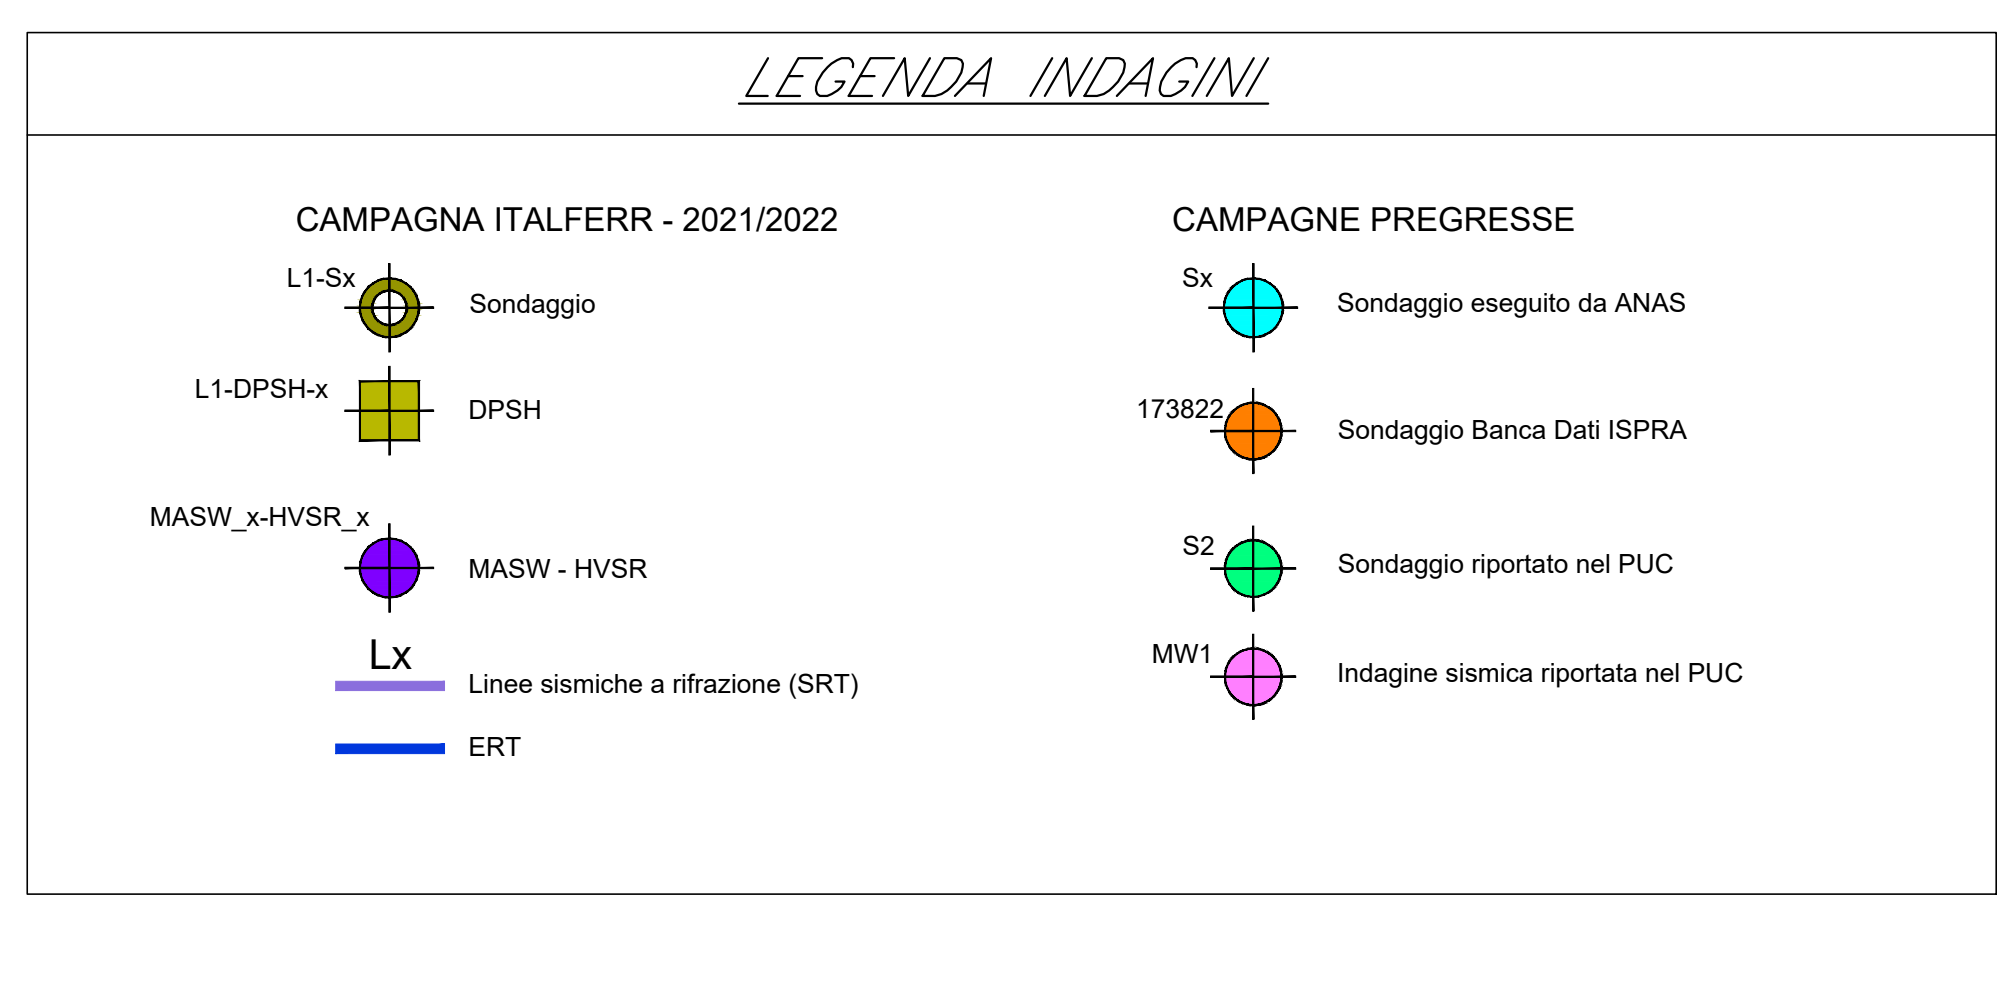 LEGENDA INDAGINI
CAMPAGNA ITALFERR - 2021/2022
L1-Sx
Sondaggio
L1-DPSH-x
DPSH
MASW_x-HVSR_x
MASW - HVSR
Lx
Linee sismiche a rifrazione (SRT)
ERT
CAMPAGNE PREGRESSE
Sx
Sondaggio eseguito da ANAS
173822
Sondaggio Banca Dati ISPRA
S2
Sondaggio riportato nel PUC
MW1
Indagine sismica riportata nel PUC